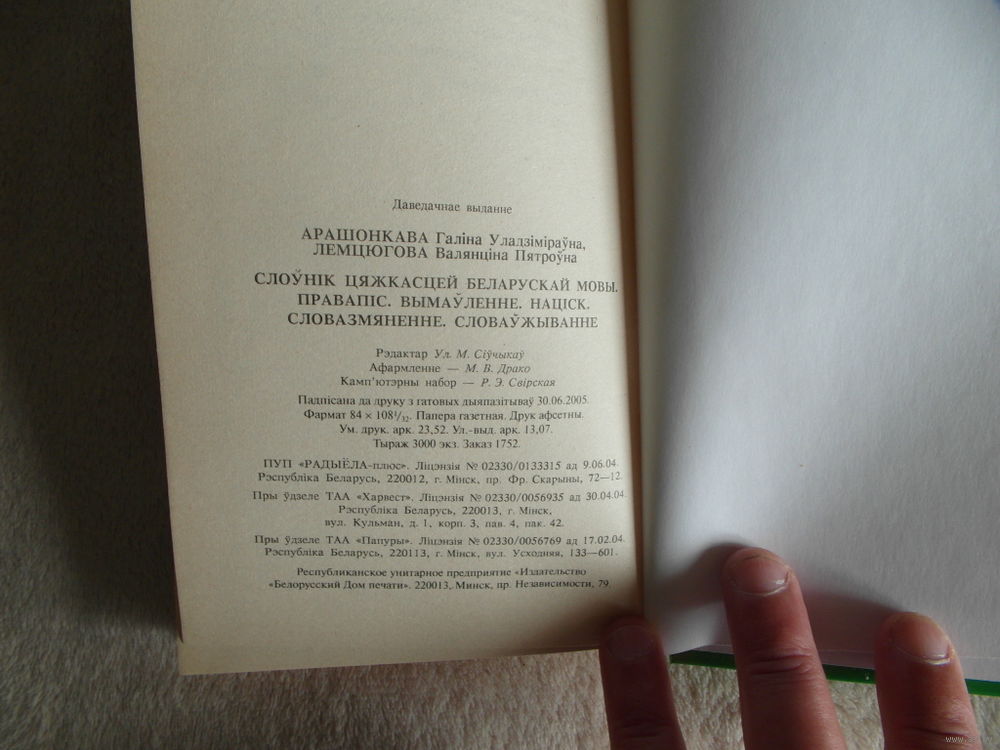 Даведачнае выданне
АРАШОНКАВА Галіна Уладзіміраўна,
ЛЕМЦЮГОВА Валянціна Пятроўна
СЛОЎНІК ЦЯЖКАСЦЕЙ БЕЛАРУСКАЙ МОВЫ.
ПРАВАПІС. ВЫМАЎЛЕННЕ. НАЦІСК.
СЛОВАЗМЯНЕННЕ. СЛОВАЎЖЫВАННЕ
Рэдактар Ул. М. Сіўчыкаў
Афармленне — М. В. Драко
Камп'ютэрны набор — Р. Э. Свірская
Падпісана да друку з гатовых дыяпазітываў 30.06.2005.
Фармат 84 × 108¹/₃₂. Папера газетная. Друк афсетны.
Ум. друк. арк. 23,52. Ул.-выд. арк. 13,07.
Тыраж 3000 экз. Заказ 1752.
ПУП «РАДЫЁЛА-плюс». Ліцэнзія № 02330/0133315 ад 9.06.04.
Рэспубліка Беларусь, 220012, г. Мінск, пр. Фр. Скарыны, 72—12.
Пры ўдзеле ТАА «Харвест». Ліцэнзія № 02330/0056935 ад 30.04.04.
Рэспубліка Беларусь, 220013, г. Мінск,
вул. Кульман, д. 1, корп. 3, пав. 4, пак. 42.
Пры ўдзеле ТАА «Папуры». Ліцэнзія № 02330/0056769 ад 17.02.04.
Рэспубліка Беларусь, 220113, г. Мінск, вул. Усходняя, 133—601.
Республиканское унитарное предприятие «Издательство
«Белорусский Дом печати». 220013, Минск, пр. Независимости, 79.